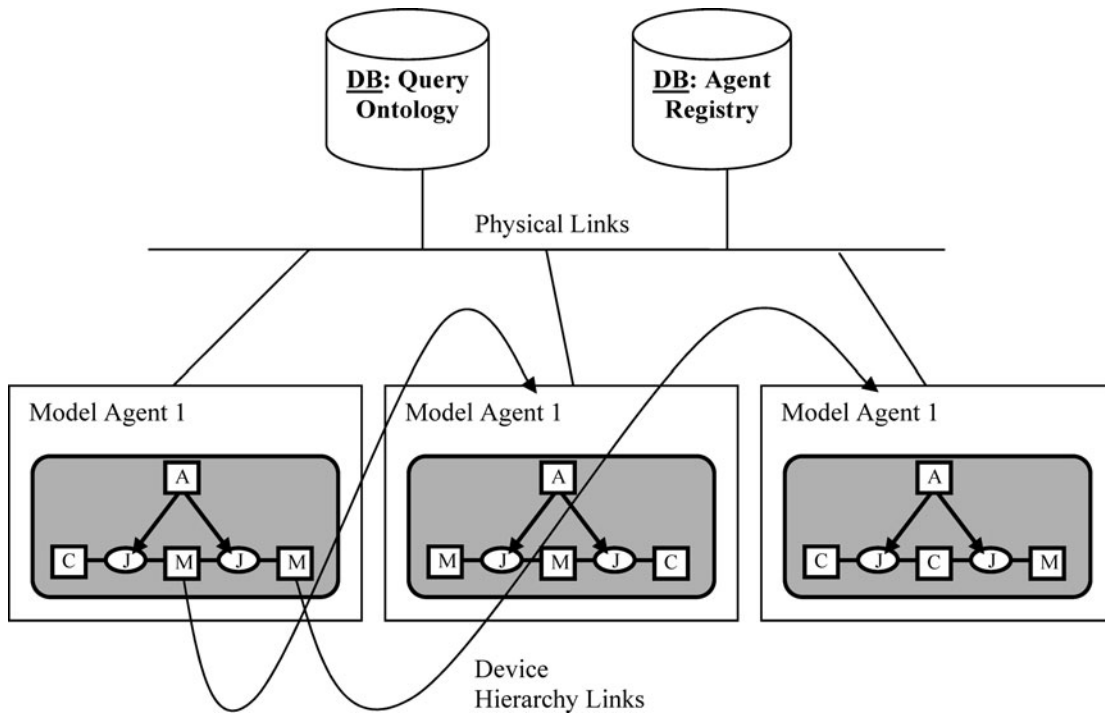 DB: Query
Ontology
DB: Agent
Registry
Physical Links
Model Agent 1
A
C J M J M
Model Agent 1
A
M J M J C
Model Agent 1
A
C J C J M
Device
Hierarchy Links